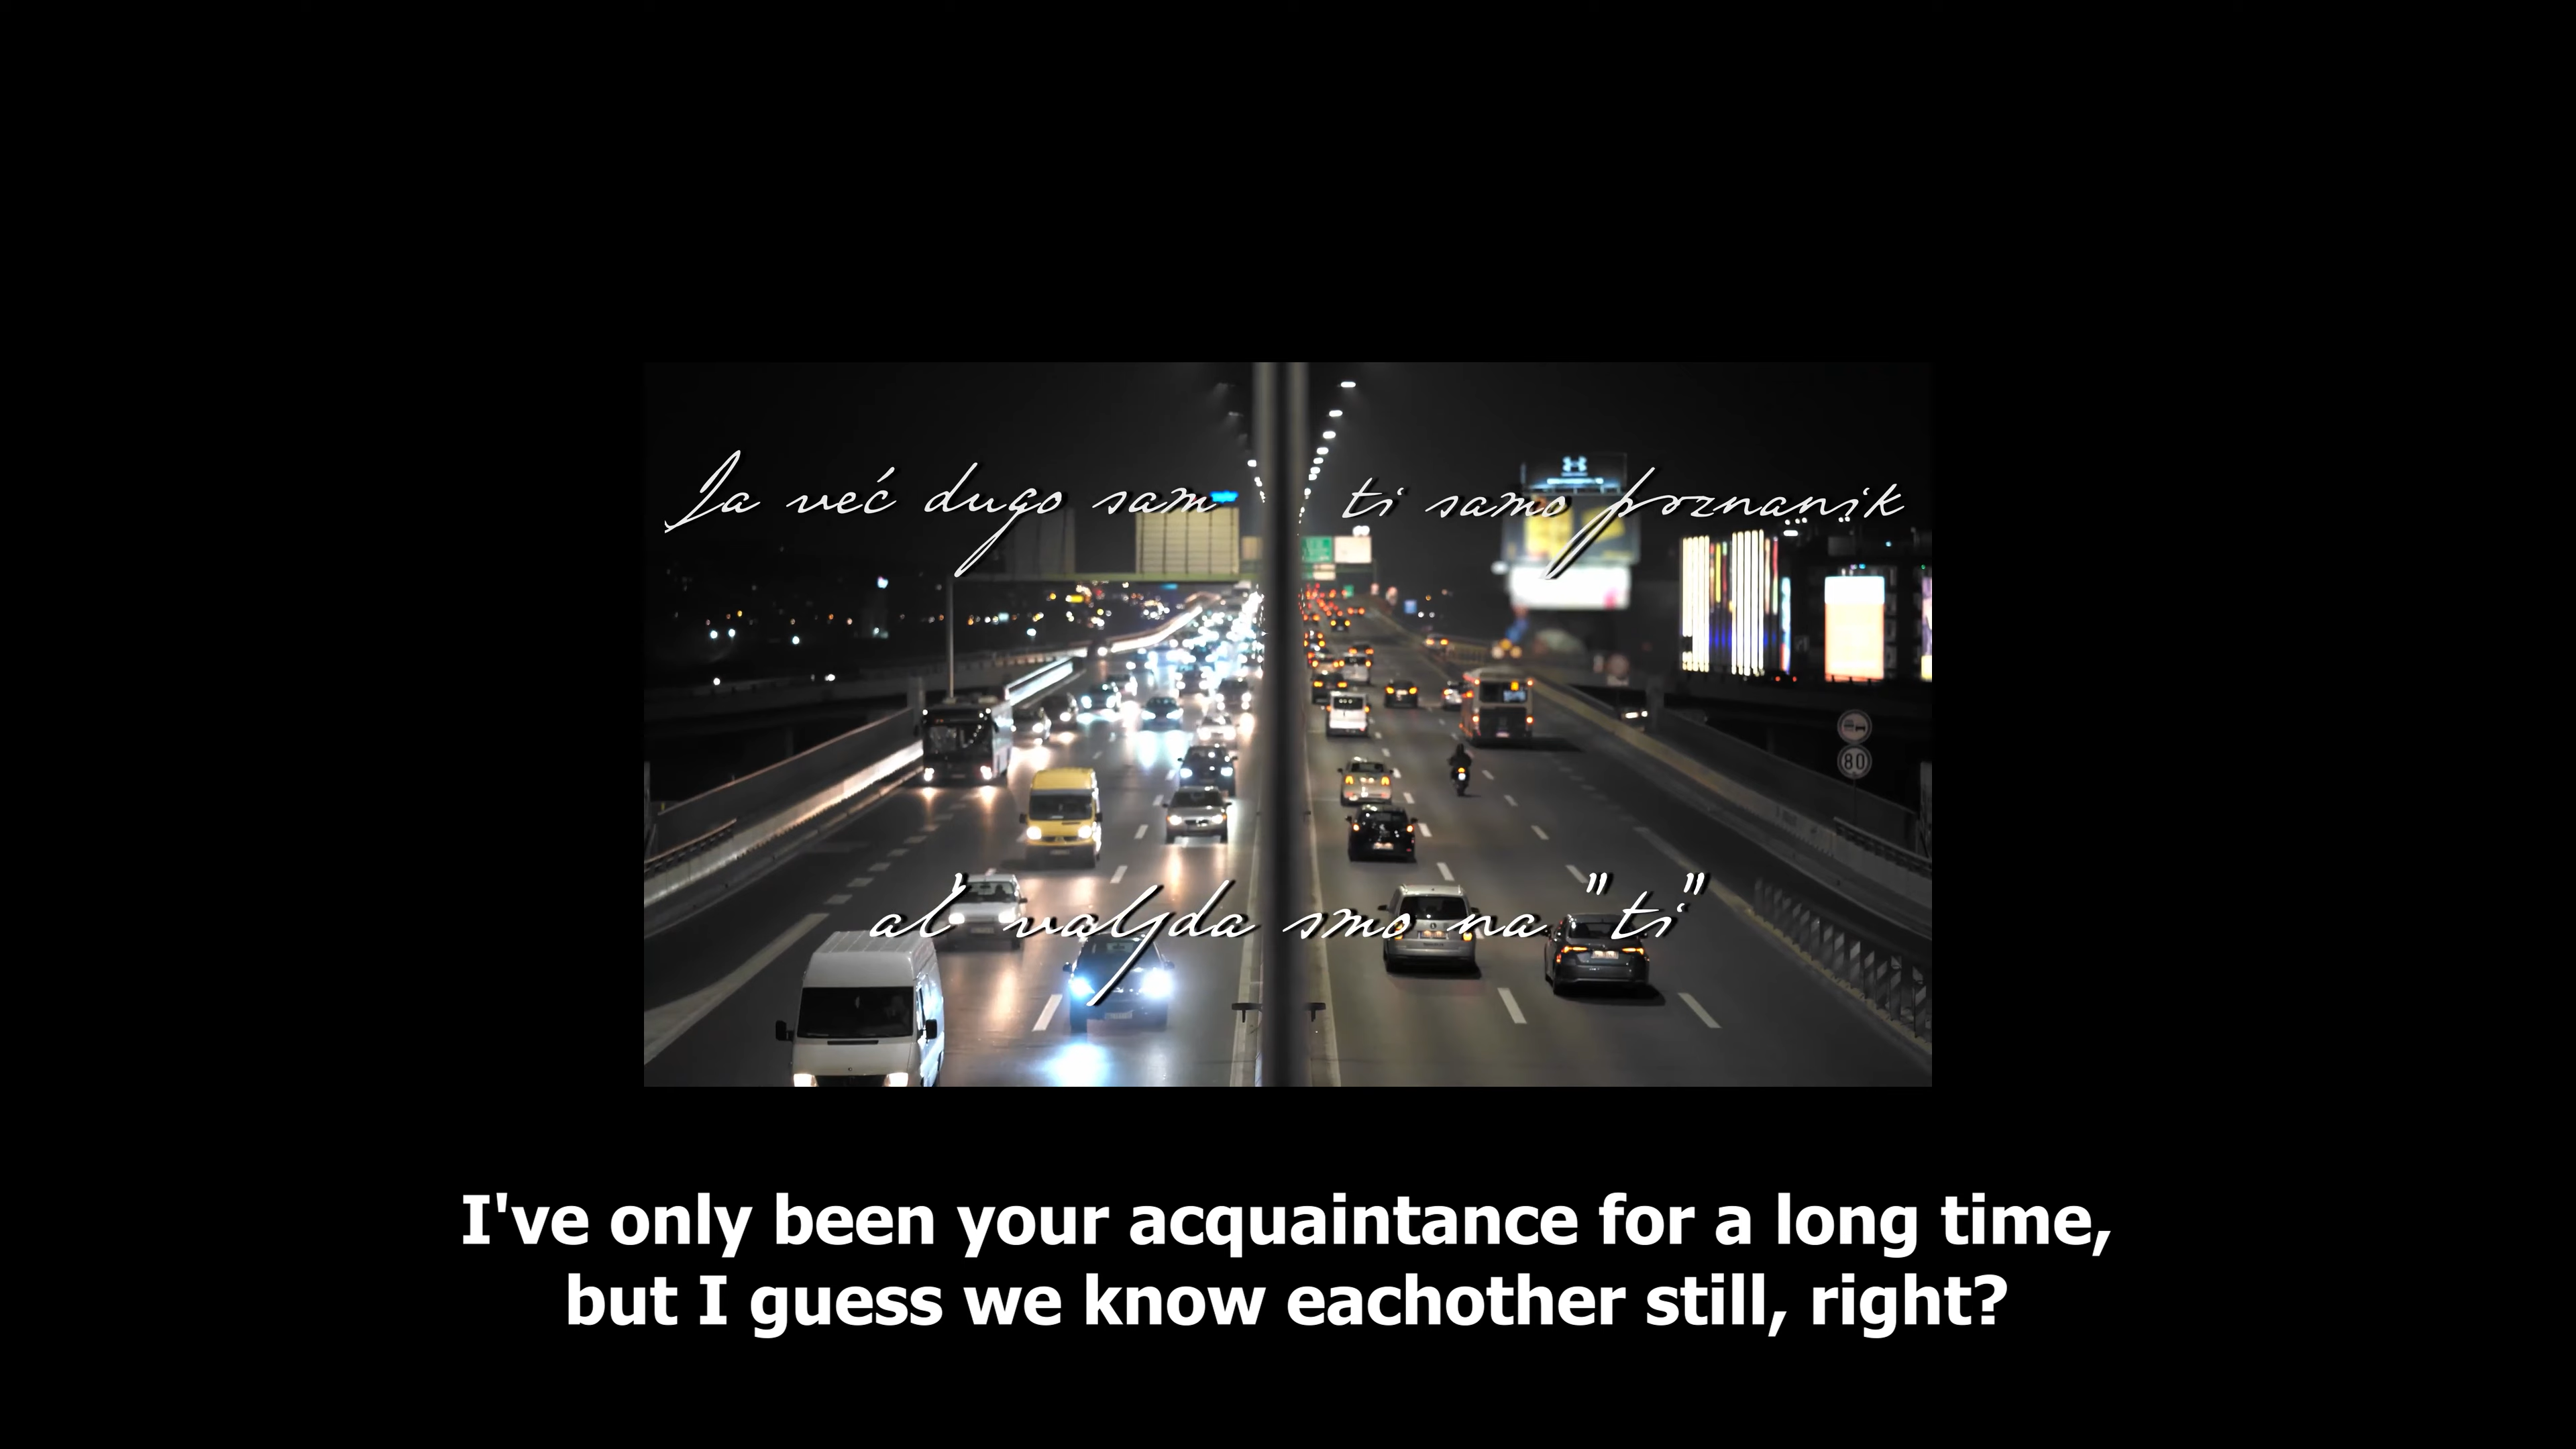 Ja već dugo sam ti samo poznanik
80
al' valjda smo na "ti"
I've only been your acquaintance for a long time,
but I guess we know eachother still, right?